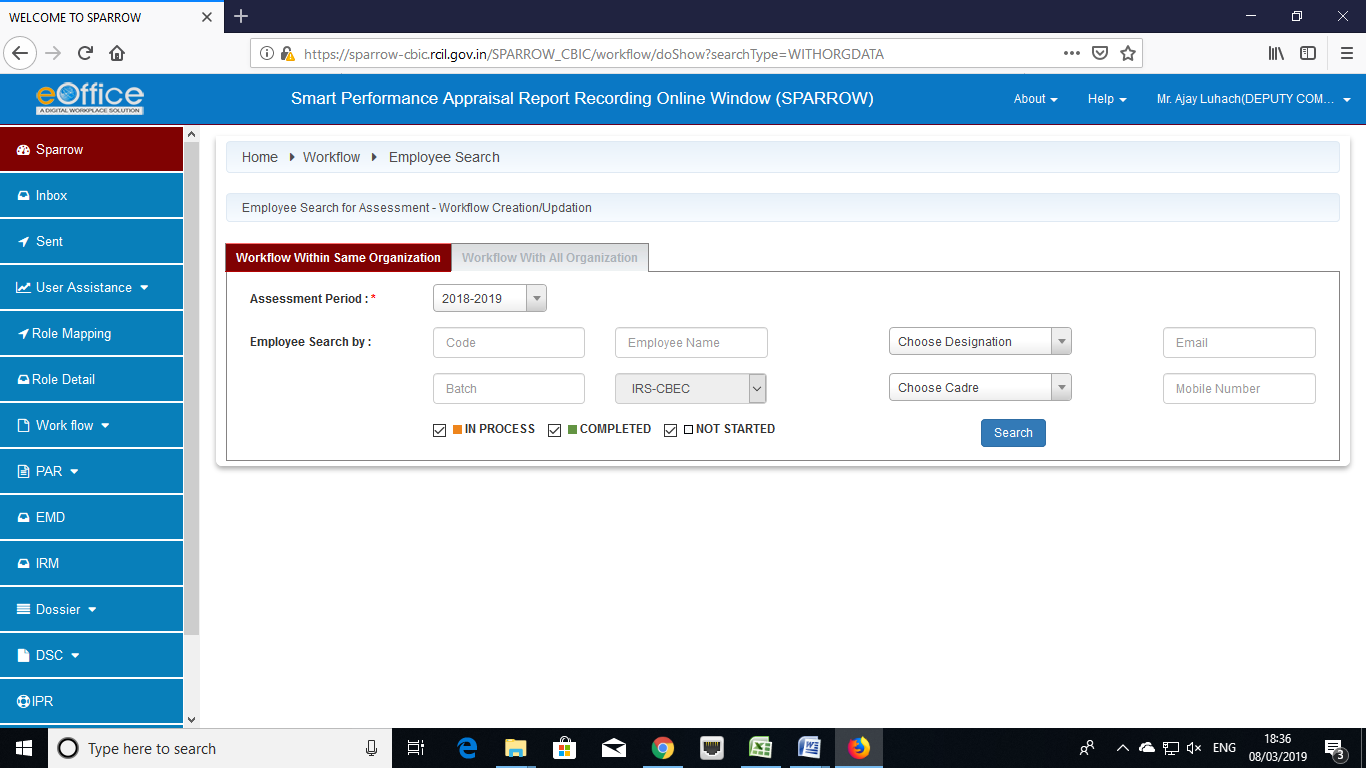 WELCOME TO SPARROW
https://sparrow-cbic.rcil.gov.in/SPARROW_CBIC/workflow/doShow?searchType=WITHORGDATA
eOffice
A DIGITAL WORKPLACE SOLUTION
Smart Performance Appraisal Report Recording Online Window (SPARROW)
About
Help
Mr. Ajay Luhach(DEPUTY COM...
Sparrow
Inbox
Sent
User Assistance
Role Mapping
Role Detail
Work flow
PAR
EMD
IRM
Dossier
DSC
IPR
Home Workflow Employee Search
Employee Search for Assessment - Workflow Creation/Updation
Workflow Within Same Organization
Workflow With All Organization
Assessment Period : *
2018-2019
Employee Search by :
Code
Employee Name
Choose Designation
Email
Batch
IRS-CBEC
Choose Cadre
Mobile Number
IN PROCESS
COMPLETED
NOT STARTED
Search
Type here to search
ENG
18:36
08/03/2019
3